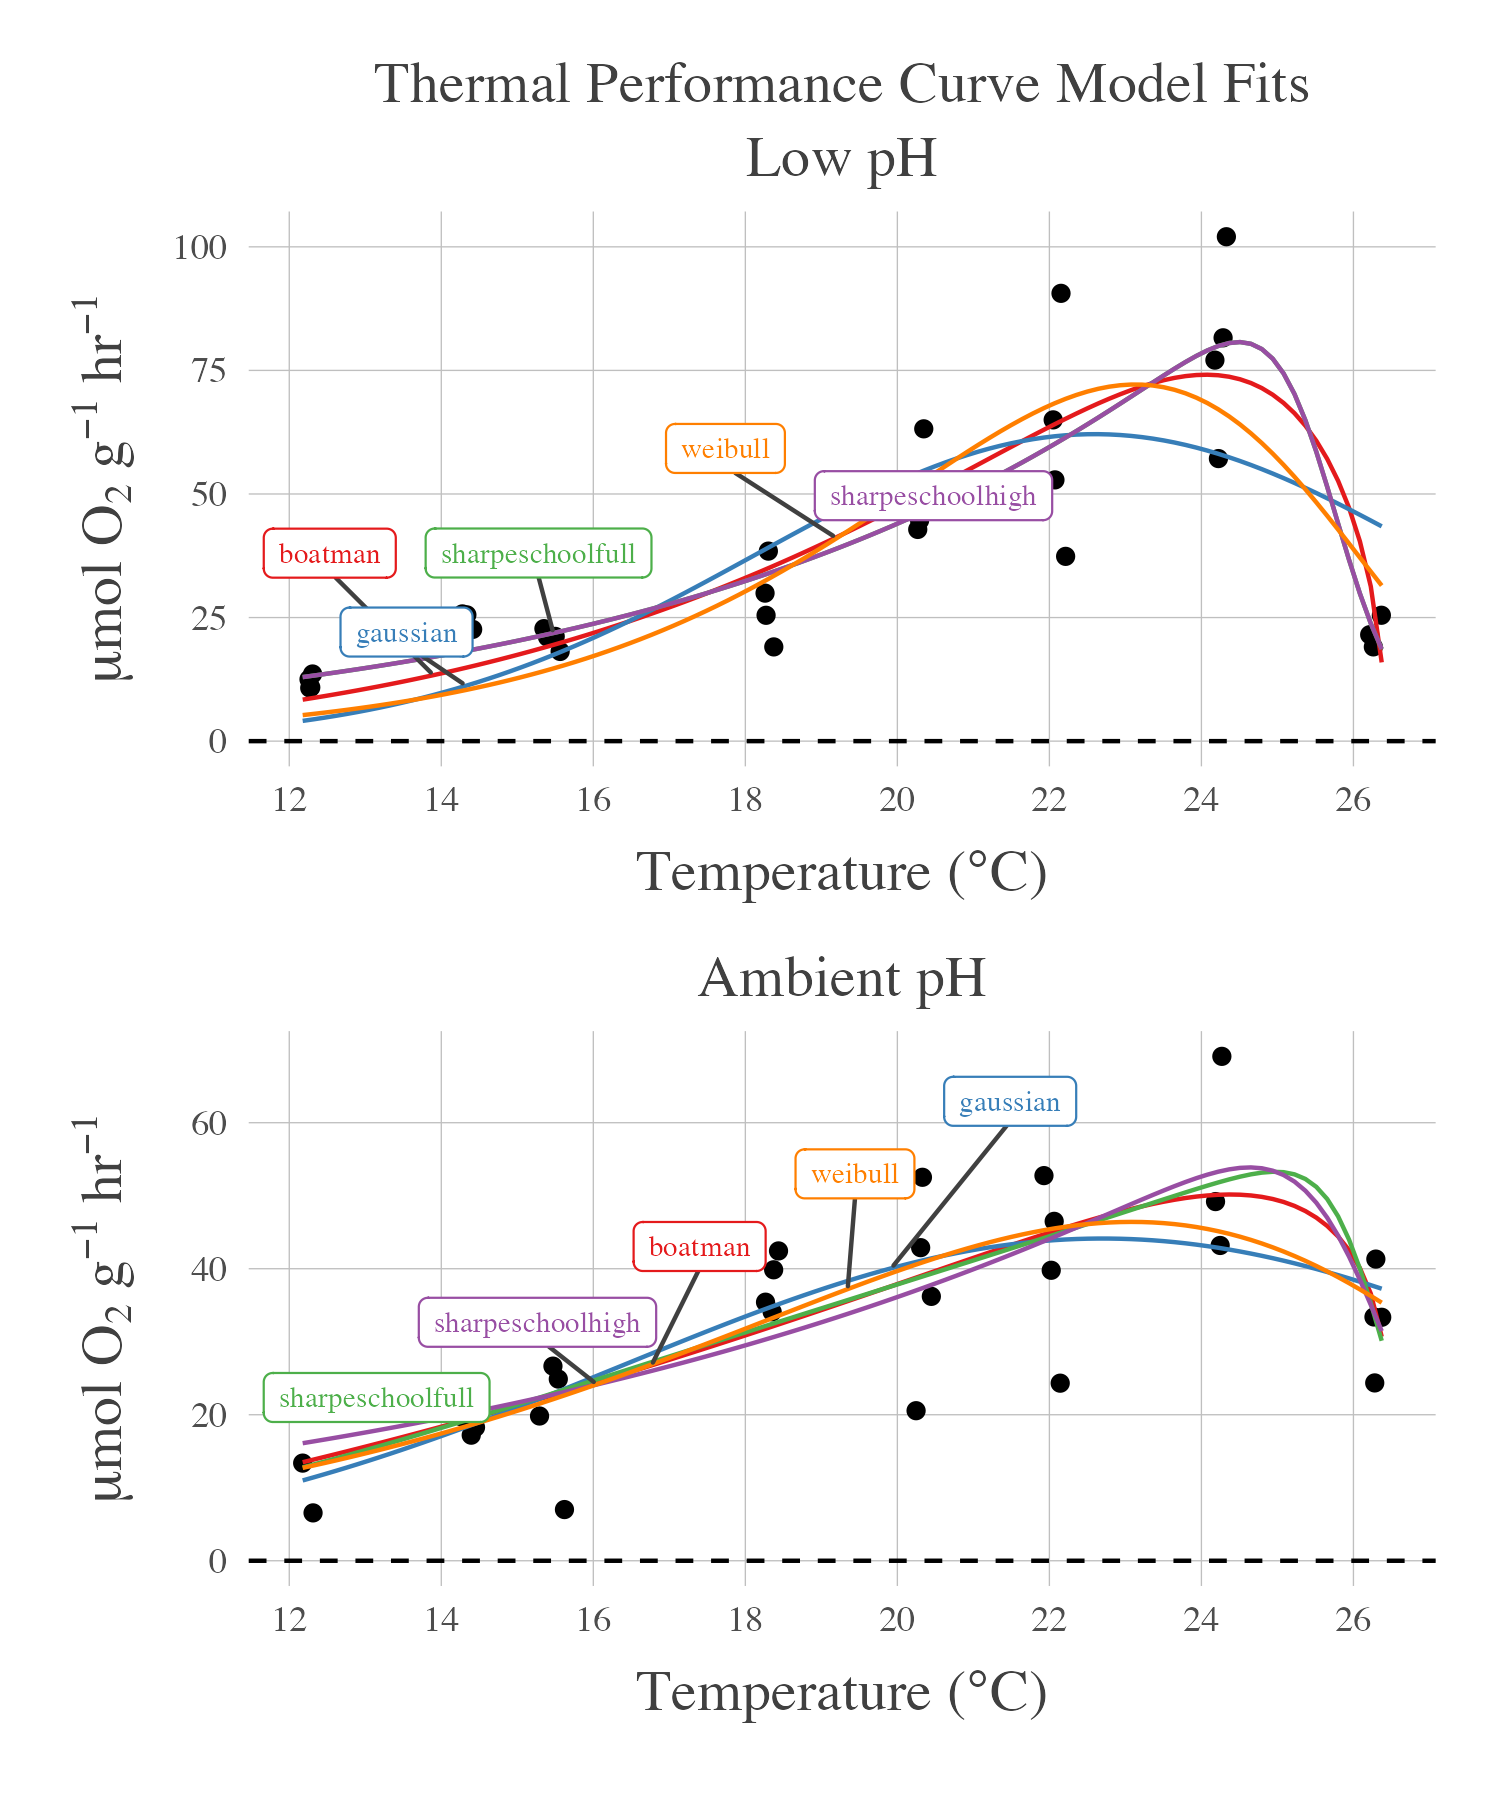 Thermal Performance Curve Model Fits
Low pH
100
75
50
25
0
µmol O₂ g⁻¹ hr⁻¹
weibull
sharpeschoolhigh
boatman
sharpeschoolfull
gaussian
12 14 16 18 20 22 24 26
Temperature (°C)
Ambient pH
60
40
20
0
µmol O₂ g⁻¹ hr⁻¹
gaussian
weibull
boatman
sharpeschoolhigh
sharpeschoolfull
12 14 16 18 20 22 24 26
Temperature (°C)